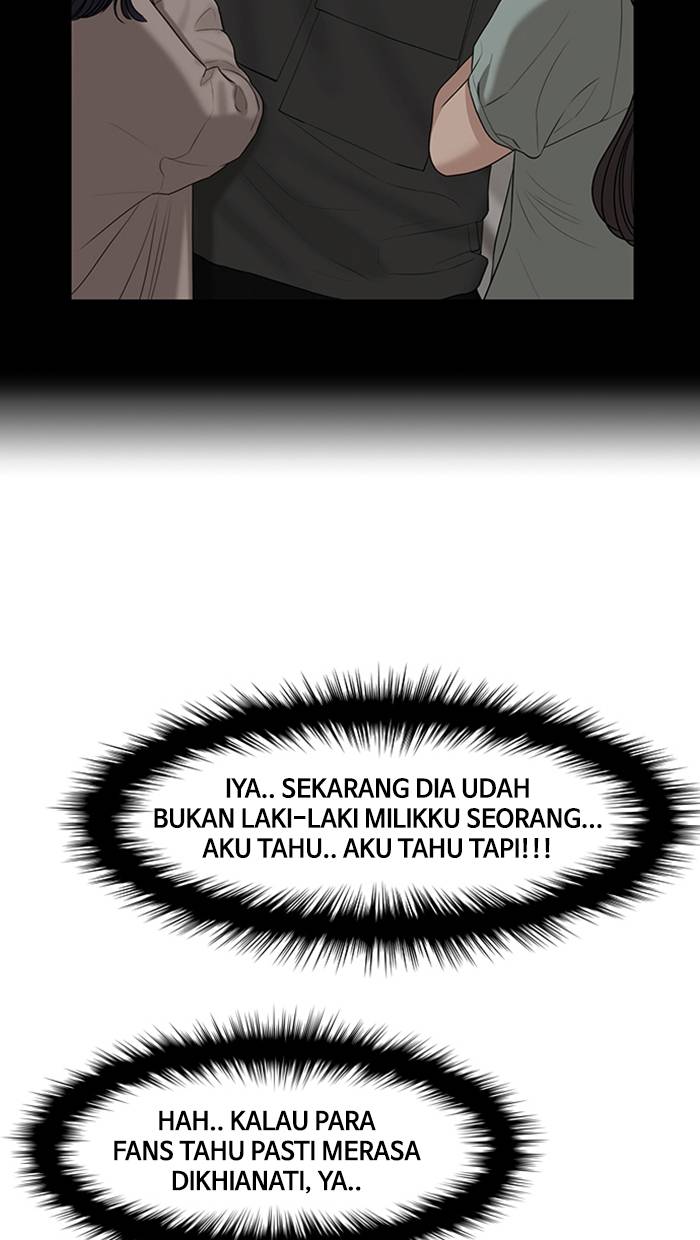 IYA.. SEKARANG DIA UDAH
BUKAN LAKI-LAKI MILIKKU SEORANG...
AKU TAHU.. AKU TAHU TAPI!!!
HAH.. KALAU PARA
FANS TAHU PASTI MERASA
DIKHIANATI, YA..